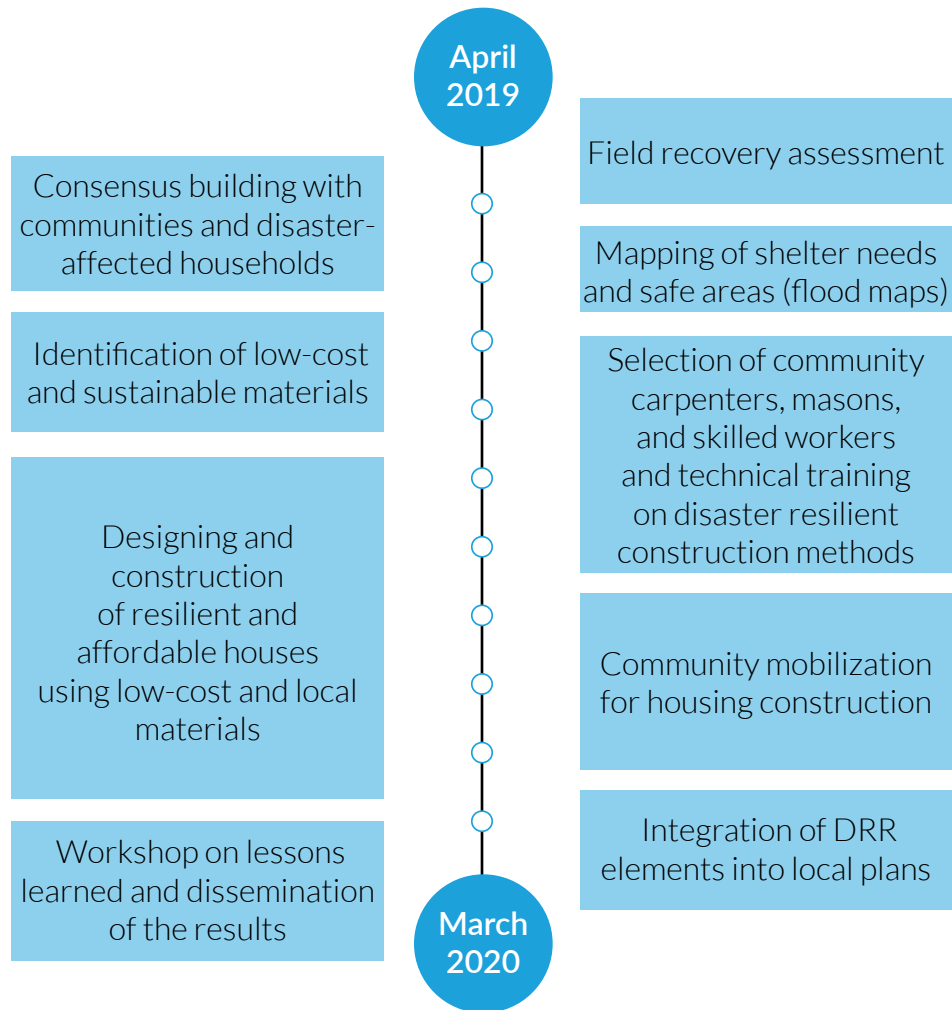 April
2019
Field recovery assessment
Consensus building with
communities and disaster-
affected households
Mapping of shelter needs
and safe areas (flood maps)
Identification of low-cost
and sustainable materials
Selection of community
carpenters, masons,
and skilled workers
and technical training
on disaster resilient
construction methods
Designing and
construction
of resilient and
affordable houses
using low-cost and local
materials
Community mobilization
for housing construction
Integration of DRR
elements into local plans
Workshop on lessons
learned and dissemination
of the results
March
2020